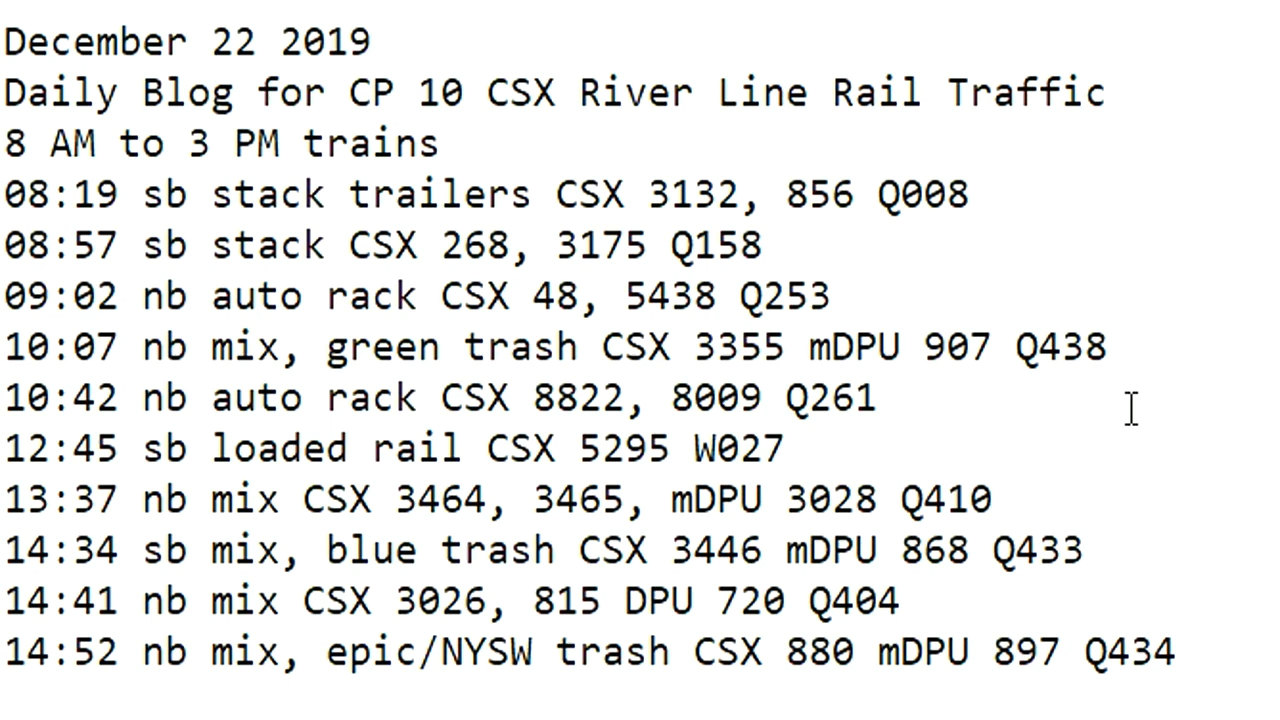 December 22 2019
Daily Blog for CP 10 CSX River Line Rail Traffic
8 AM to 3 PM trains
08:19 sb stack trailers CSX 3132, 856 Q008
08:57 sb stack CSX 268, 3175 Q158
09:02 nb auto rack CSX 48, 5438 Q253
10:07 nb mix, green trash CSX 3355 mDPU 907 Q438
10:42 nb auto rack CSX 8822, 8009 Q261
12:45 sb loaded rail CSX 5295 W027
13:37 nb mix CSX 3464, 3465, mDPU 3028 Q410
14:34 sb mix, blue trash CSX 3446 mDPU 868 Q433
14:41 nb mix CSX 3026, 815 DPU 720 Q404
14:52 nb mix, epic/NYSW trash CSX 880 mDPU 897 Q434